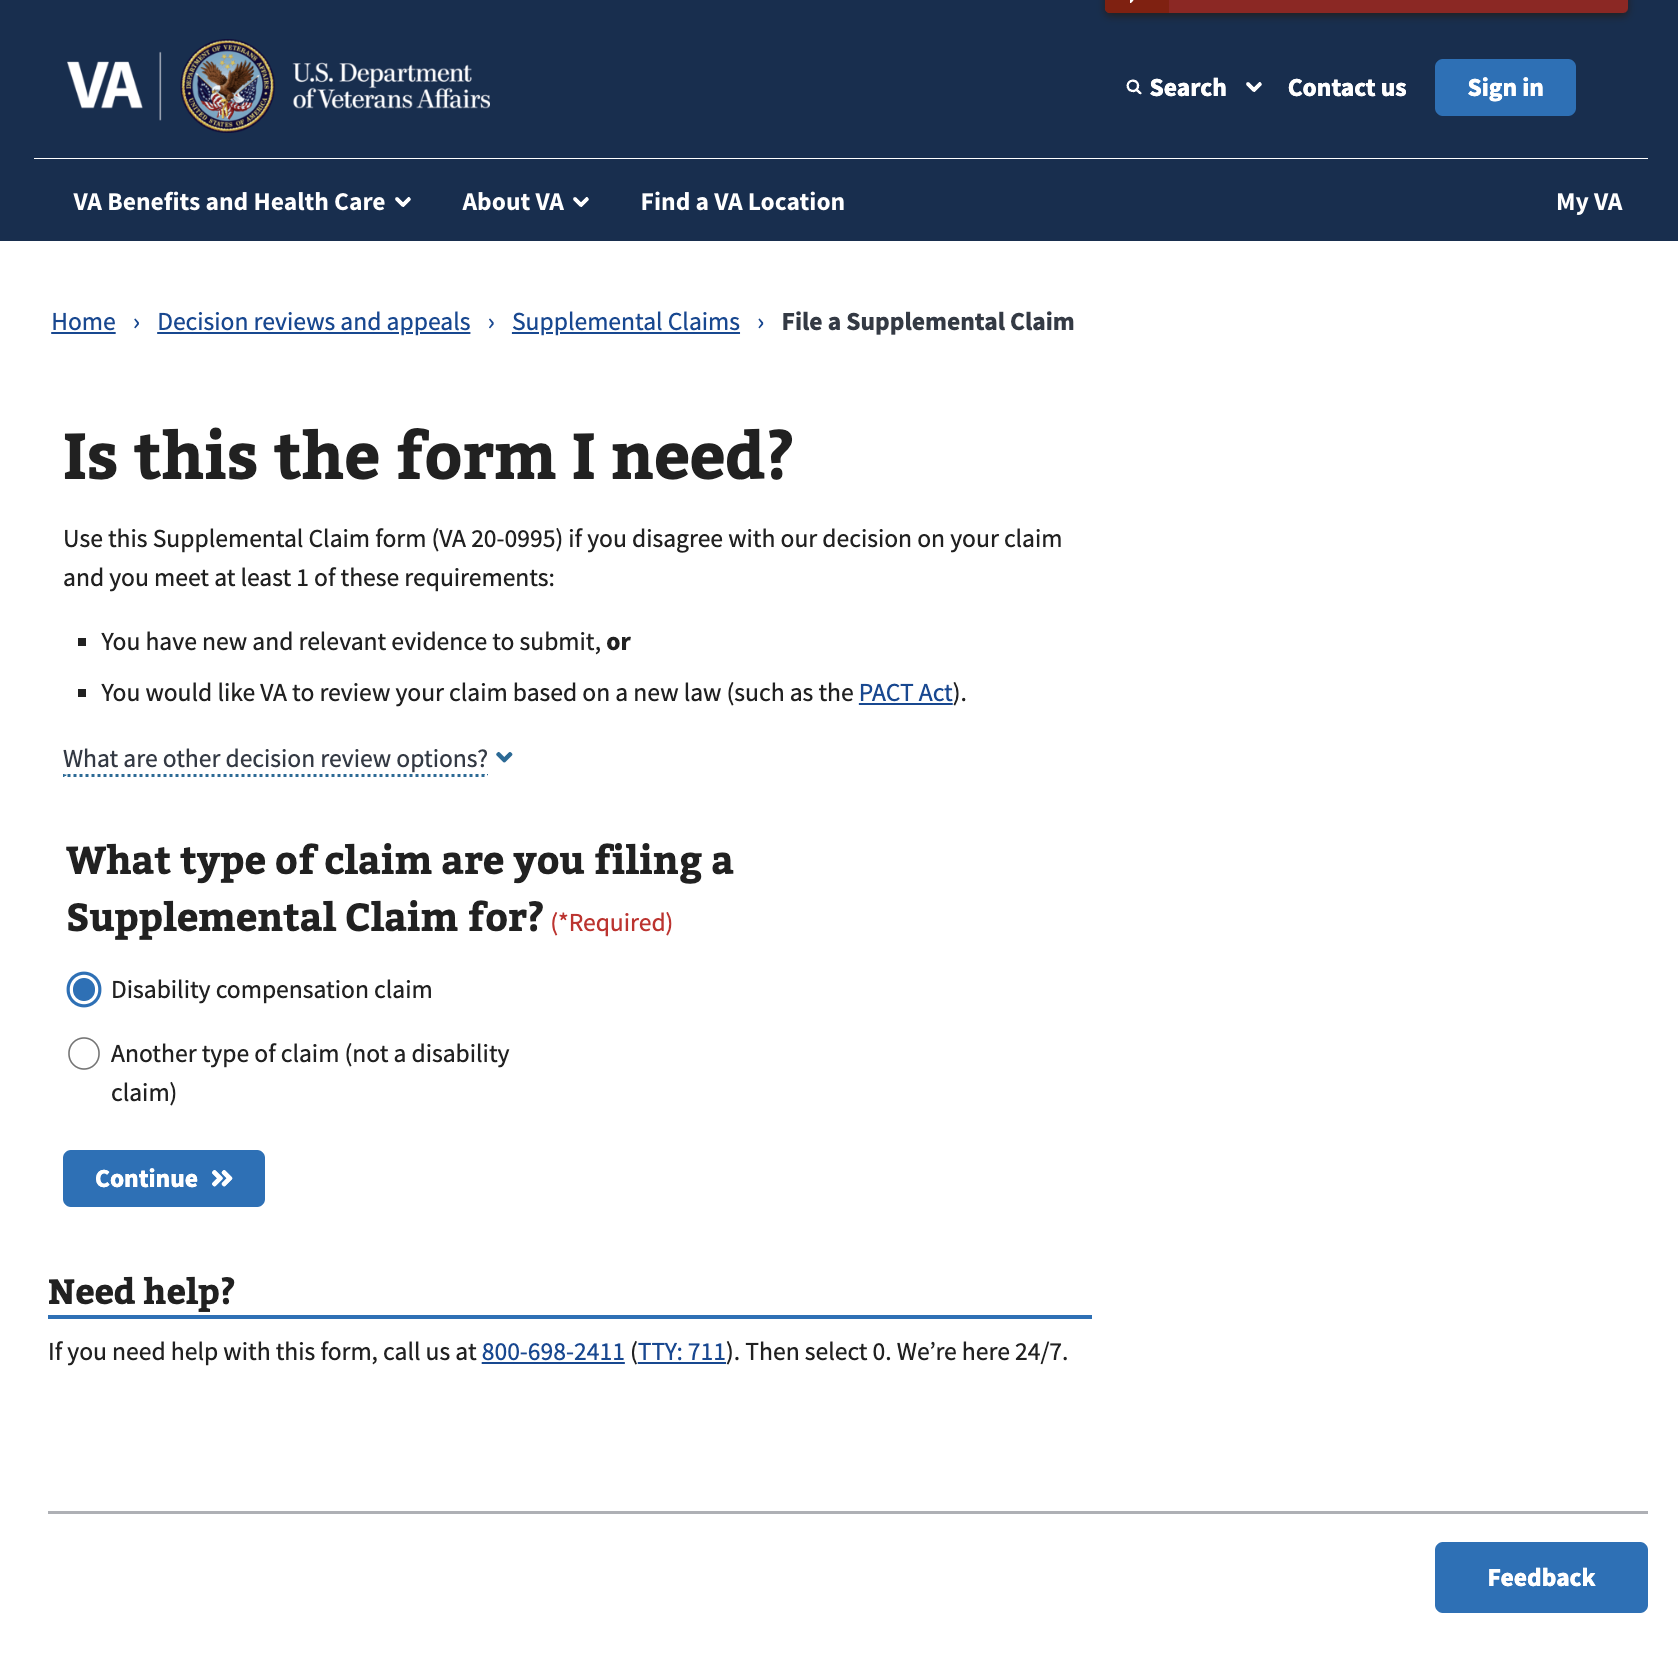 VA
U.S. Department
of Veterans Affairs
Search
Contact us
Sign in
VA Benefits and Health Care
About VA
Find a VA Location
My VA
Home › Decision reviews and appeals › Supplemental Claims › File a Supplemental Claim
Is this the form I need?
Use this Supplemental Claim form (VA 20-0995) if you disagree with our decision on your claim
and you meet at least 1 of these requirements:
You have new and relevant evidence to submit, or
You would like VA to review your claim based on a new law (such as the PACT Act).
What are other decision review options?
What type of claim are you filing a
Supplemental Claim for? (*Required)
Disability compensation claim
Another type of claim (not a disability
claim)
Continue
Need help?
If you need help with this form, call us at 800-698-2411 (TTY: 711). Then select 0. We’re here 24/7.
Feedback